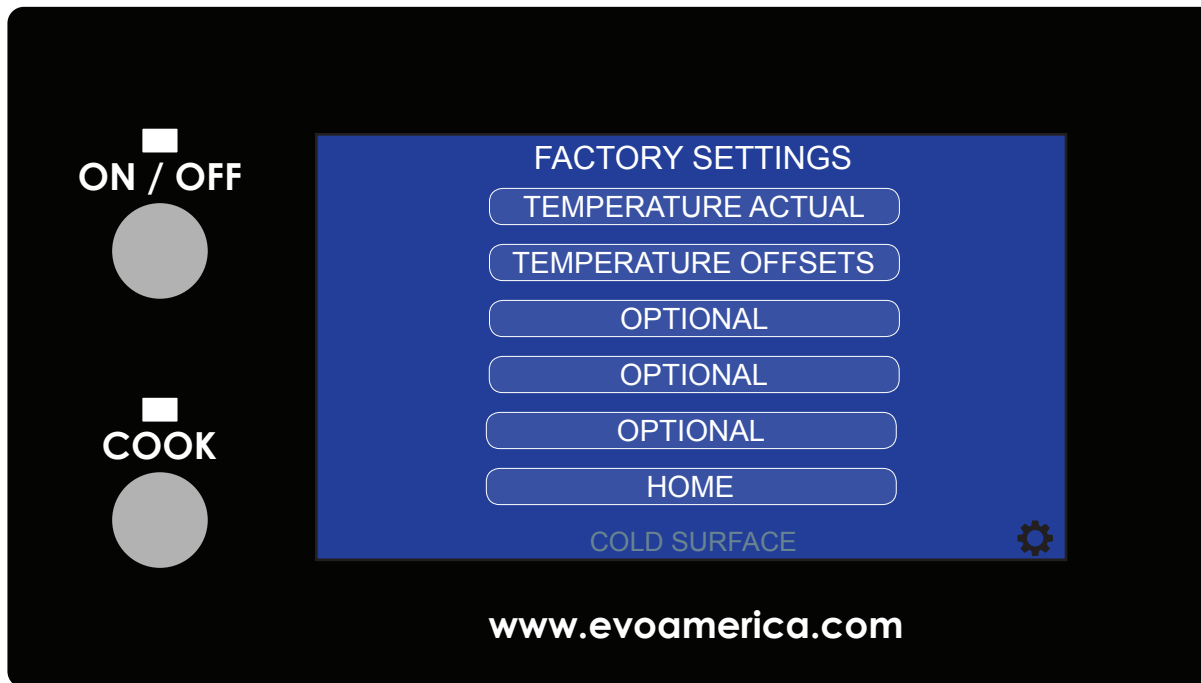 ON / OFF
COOK
FACTORY SETTINGS
TEMPERATURE ACTUAL
TEMPERATURE OFFSETS
OPTIONAL
OPTIONAL
OPTIONAL
HOME
COLD SURFACE
www.evoamerica.com